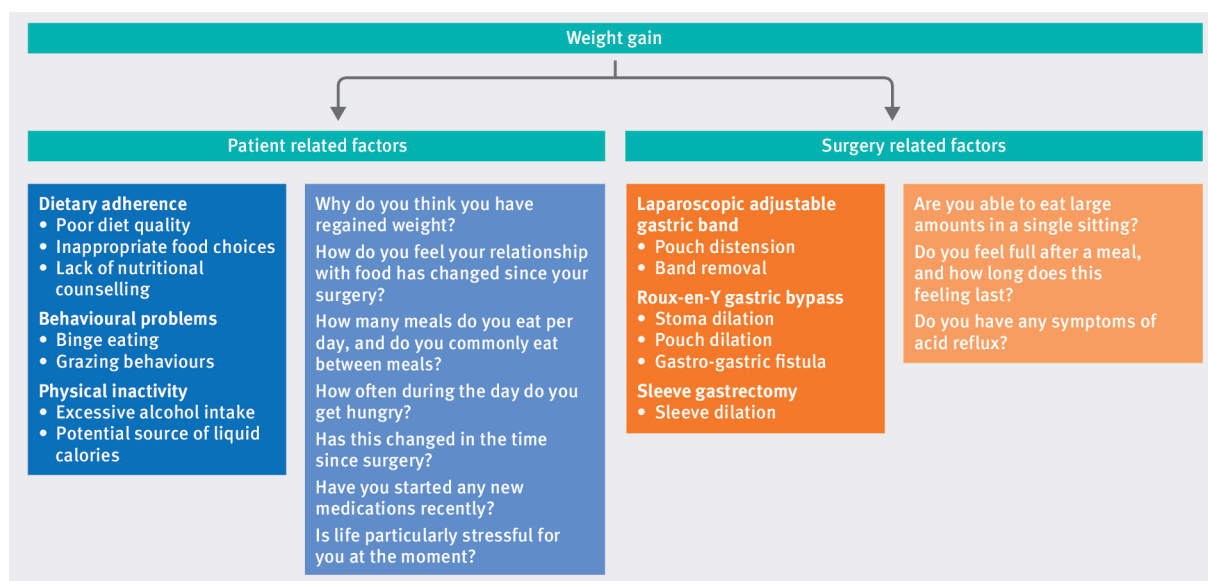 Weight gain
Patient related factors
Surgery related factors
Dietary adherence
• Poor diet quality
• Inappropriate food choices
• Lack of nutritional
counselling
Behavioural problems
• Binge eating
• Grazing behaviours
Physical inactivity
• Excessive alcohol intake
• Potential source of liquid
calories
Why do you think you have
regained weight?
How do you feel your relationship
with food has changed since your
surgery?
How many meals do you eat per
day, and do you commonly eat
between meals?
How often during the day do you
get hungry?
Has this changed in the time
since surgery?
Have you started any new
medications recently?
Is life particularly stressful for
you at the moment?
Laparoscopic adjustable
gastric band
• Pouch distension
• Band removal
Roux-en-Y gastric bypass
• Stoma dilation
• Pouch dilation
• Gastro-gastric fistula
Sleeve gastrectomy
• Sleeve dilation
Are you able to eat large
amounts in a single sitting?
Do you feel full after a meal,
and how long does this
feeling last?
Do you have any symptoms of
acid reflux?